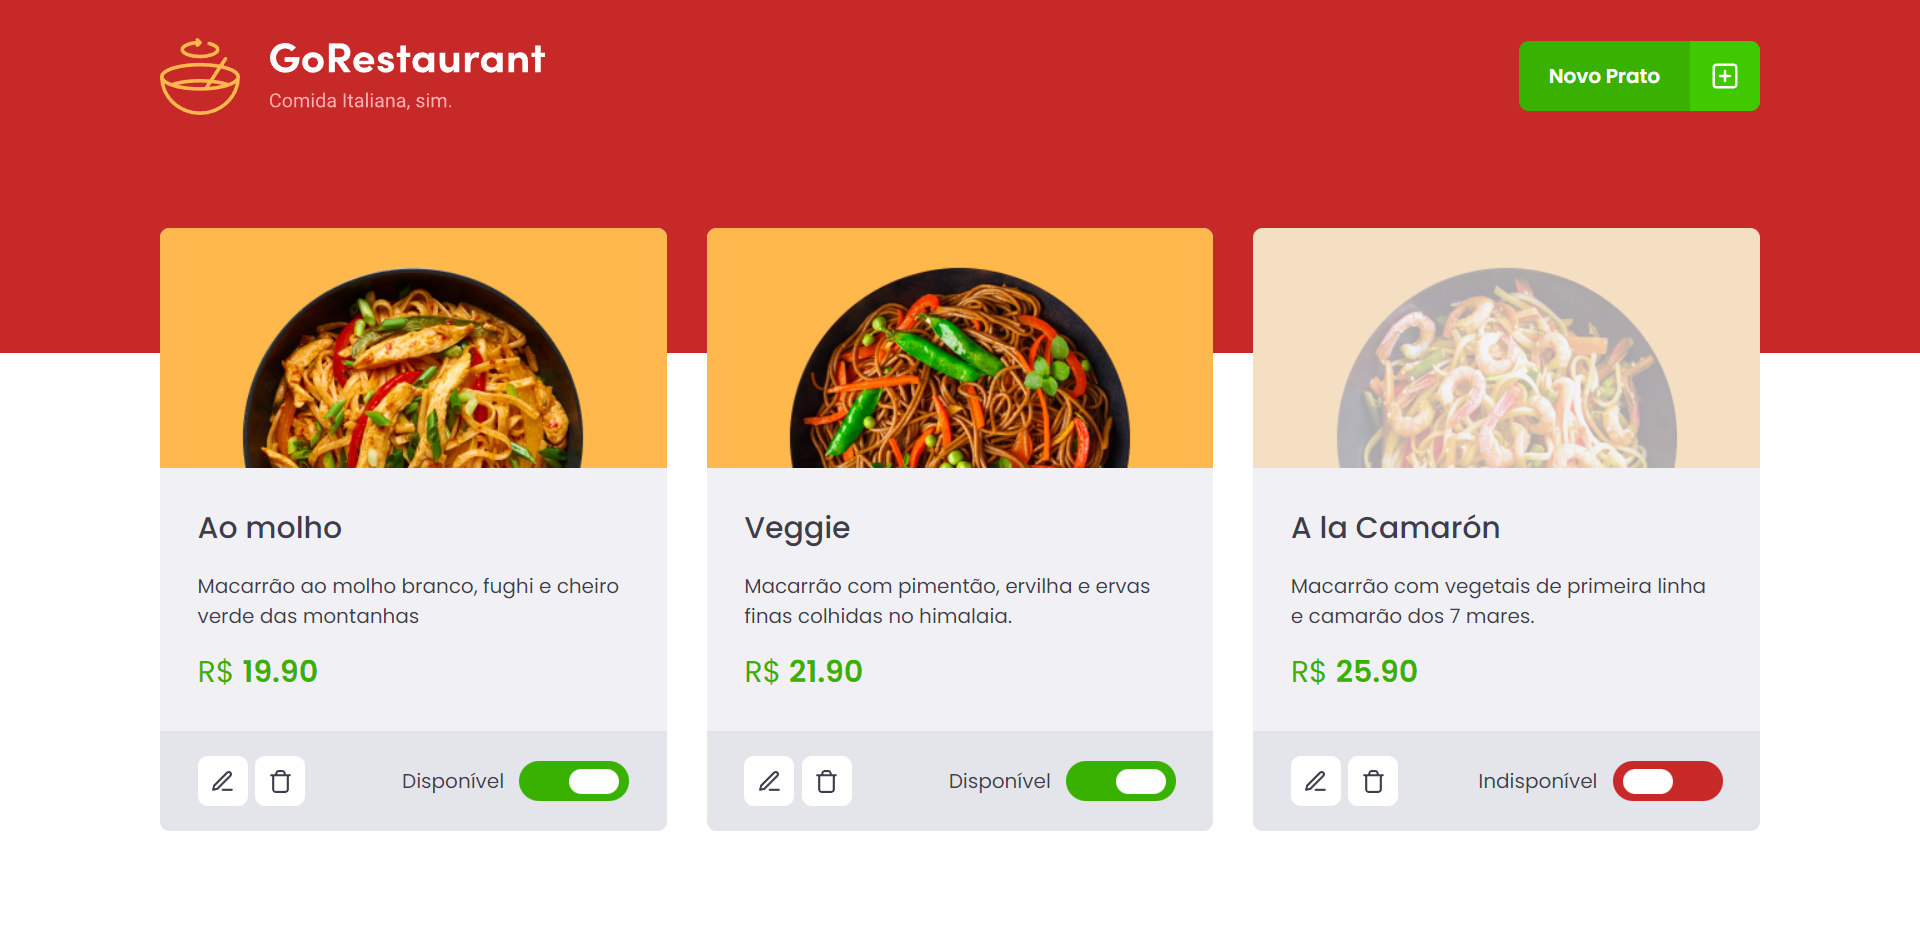 GoRestaurant
Comida Italiana, sim.
Novo Prato
Ao molho
Macarrão ao molho branco, fughi e cheiro
verde das montanhas
R$ 19.90
Disponível
Veggie
Macarrão com pimentão, ervilha e ervas
finas colhidas no himalaia.
R$ 21.90
Disponível
A la Camarón
Macarrão com vegetais de primeira linha
e camarão dos 7 mares.
R$ 25.90
Indisponível